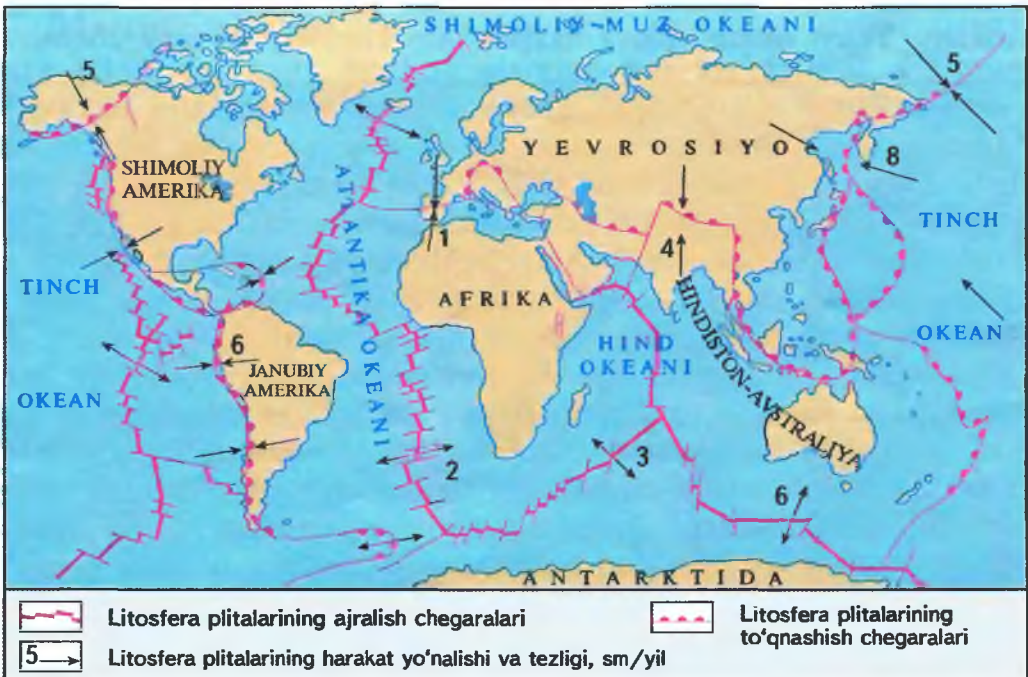 SHIMOLIY-MUZ OKEANI
5
5
YEVROSIYO
8
SHIMOLIY
AMERIKA
ATLANTIKA OKEANI
1
4
TINCH
OKEAN
TINCH
OKEAN
AFRIKA
HIND
OKEANI
HINDISTON-AVSTRALIYA
6
JANUBIY
AMERIKA
2
3
6
ANTARKTIDA
Litosfera plitalarining ajralish chegaralari
Litosfera plitalarining
to'qnashish chegaralari
5 Litosfera plitalarining harakat yo'nalishi va tezligi, sm/yil